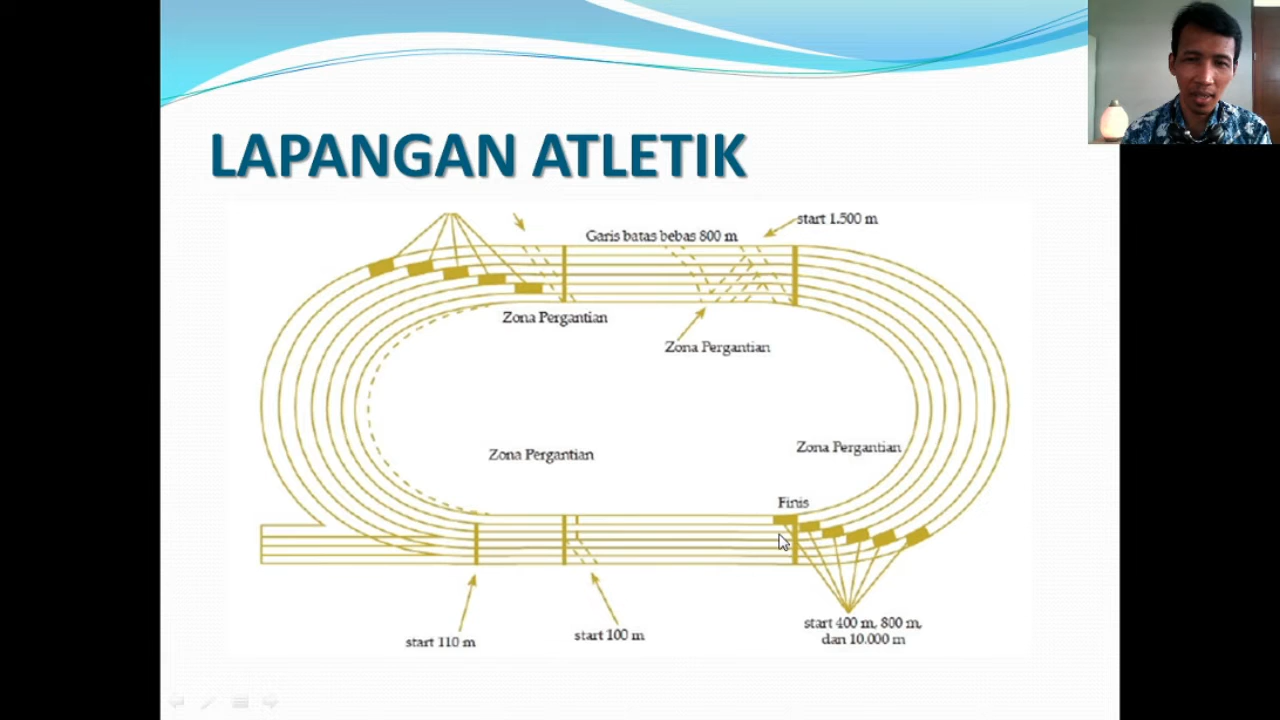 LAPANGAN ATLETIK
start 1.500 m
Garis batas bebas 800 m
Zona Pergantian
Zona Pergantian
Zona Pergantian
Zona Pergantian
Finis
start 110 m
start 100 m
start 400 m, 800 m,
dan 10.000 m